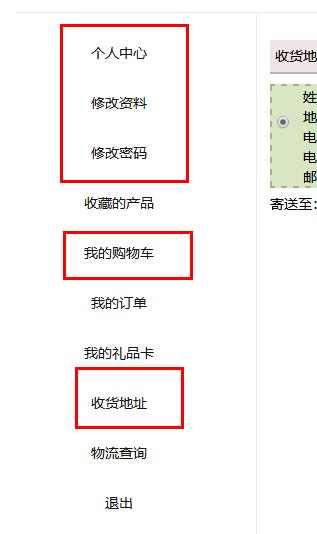 个人中心
修改资料
修改密码
收藏的产品
我的购物车
我的订单
我的礼品卡
收货地址
物流查询
退出
收货地
姓
地
电
电
邮
寄送至: